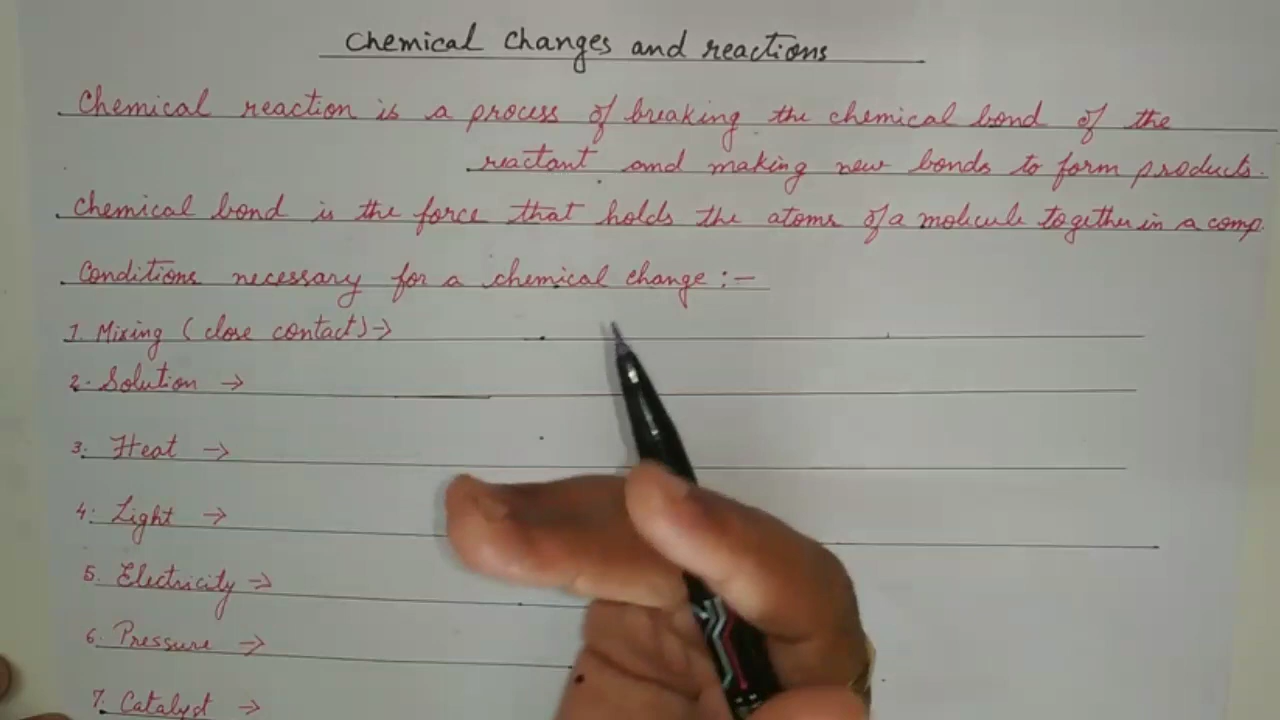 Chemical changes and reactions
Chemical reaction is a process of breaking the chemical bond of the
reactant and making new bonds to form products.
Chemical bond is the force that holds the atoms of a molecule together in a comp.
Conditions necessary for a chemical change :-
1. Mixing (close contact) →
2. Solution →
3. Heat →
4. Light →
5. Electricity →
6. Pressure →
7. Catalyst →